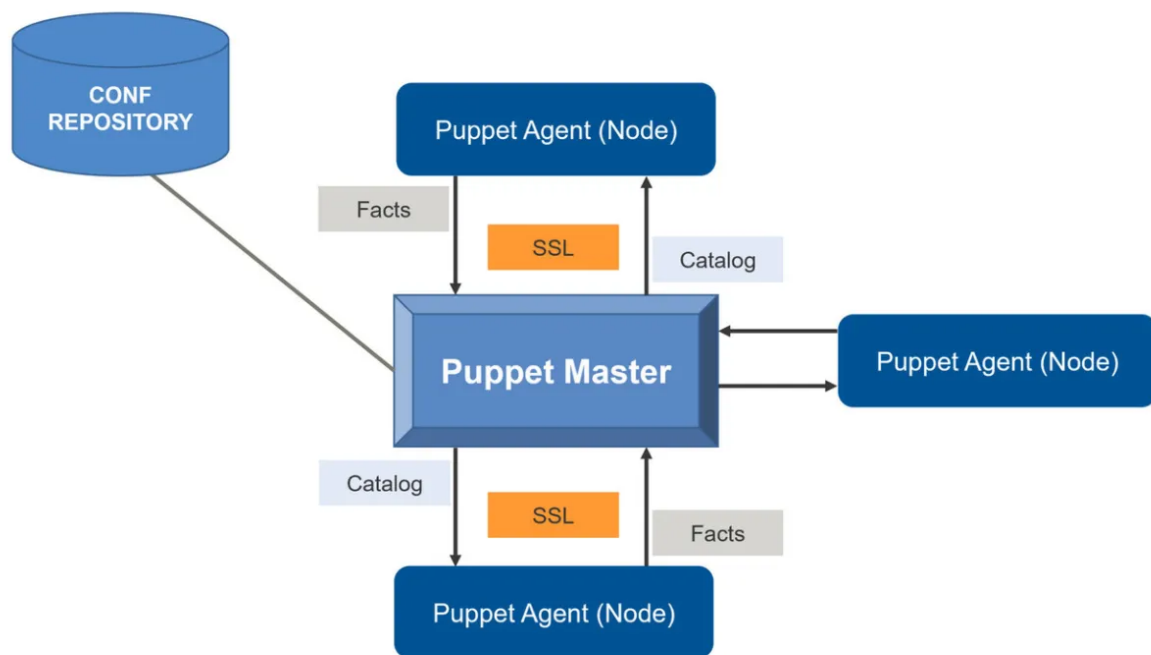 CONF
REPOSITORY
Puppet Agent (Node)
Facts
SSL
Catalog
Puppet Master
Puppet Agent (Node)
Catalog
SSL
Facts
Puppet Agent (Node)